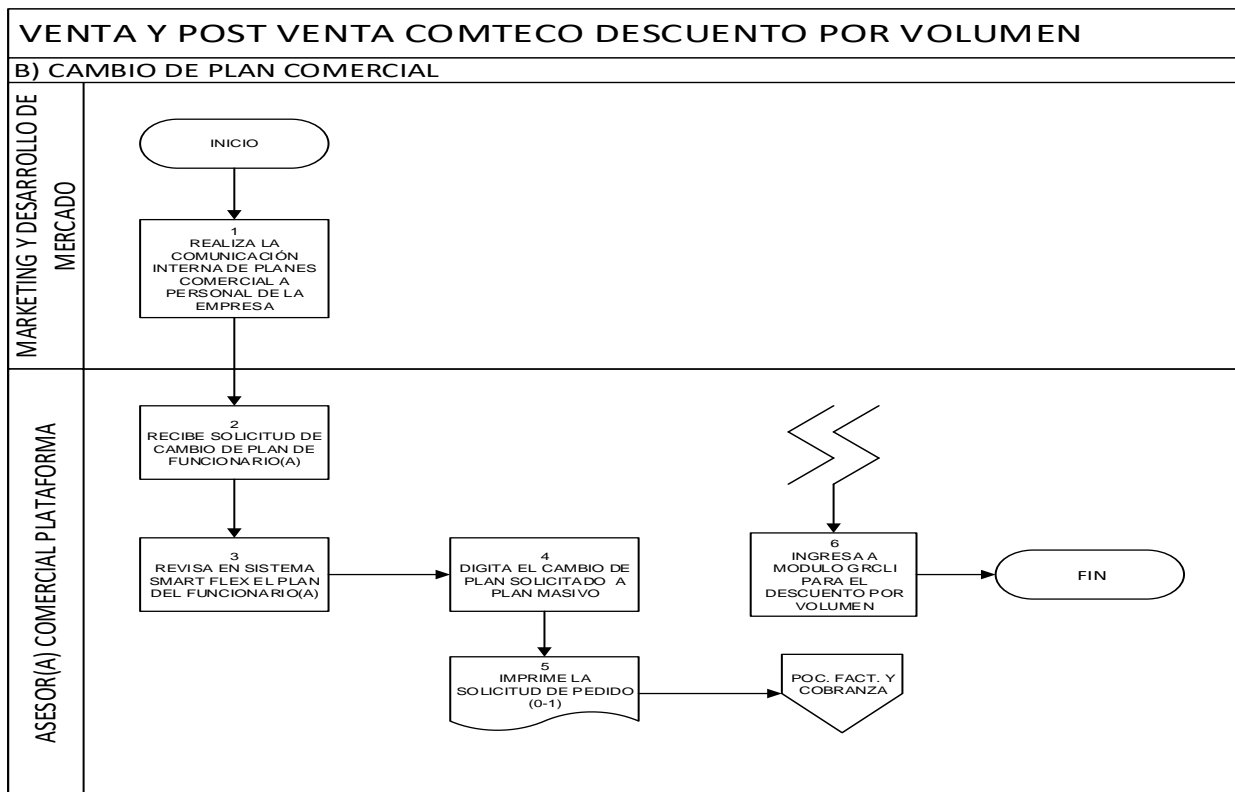 VENTA Y POST VENTA COMTECO DESCUENTO POR VOLUMEN
B) CAMBIO DE PLAN COMERCIAL
MARKETING Y DESARROLLO DE
MERCADO
INICIO
1
REALIZA LA
COMUNICACIÓN
INTERNA DE PLANES
COMERCIAL A
PERSONAL DE LA
EMPRESA
ASESOR(A) COMERCIAL PLATAFORMA
2
RECIBE SOLICITUD DE
CAMBIO DE PLAN DE
FUNCIONARIO(A)
3
REVISA EN SISTEMA
SMART FLEX EL PLAN
DEL FUNCIONARIO(A)
4
DIGITA EL CAMBIO DE
PLAN SOLICITADO A
PLAN MASIVO
5
IMPRIME LA
SOLICITUD DE PEDIDO
(0-1)
POC. FACT. Y
COBRANZA
6
INGRESA A
MODULO GRCLI
PARA EL
DESCUENTO POR
VOLUMEN
FIN